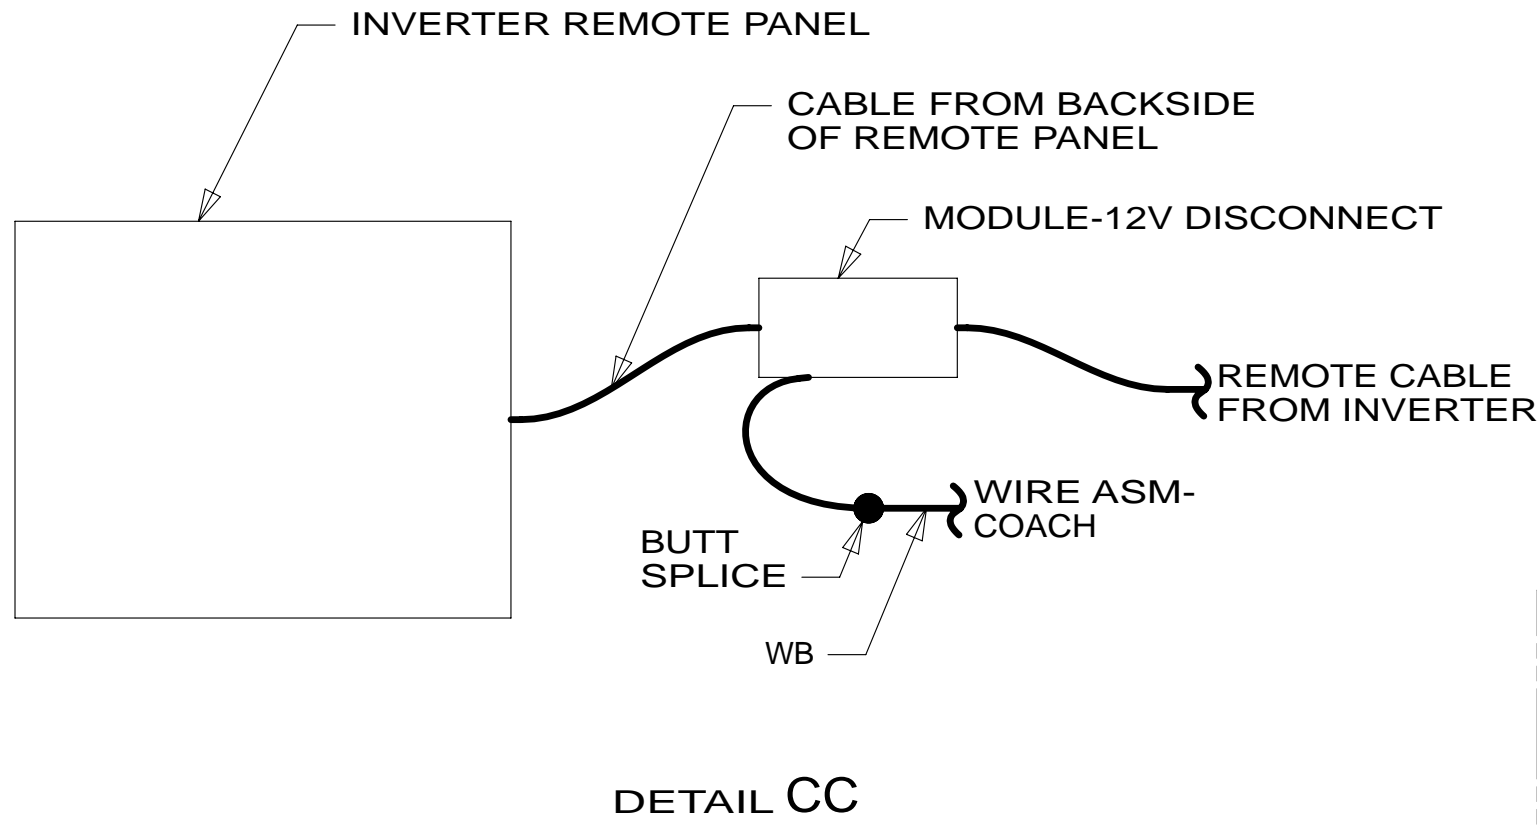 INVERTER REMOTE PANEL
CABLE FROM BACKSIDE
OF REMOTE PANEL
MODULE-12V DISCONNECT
REMOTE CABLE
FROM INVERTER
WIRE ASM-
COACH
BUTT
SPLICE
WB
DETAIL CC